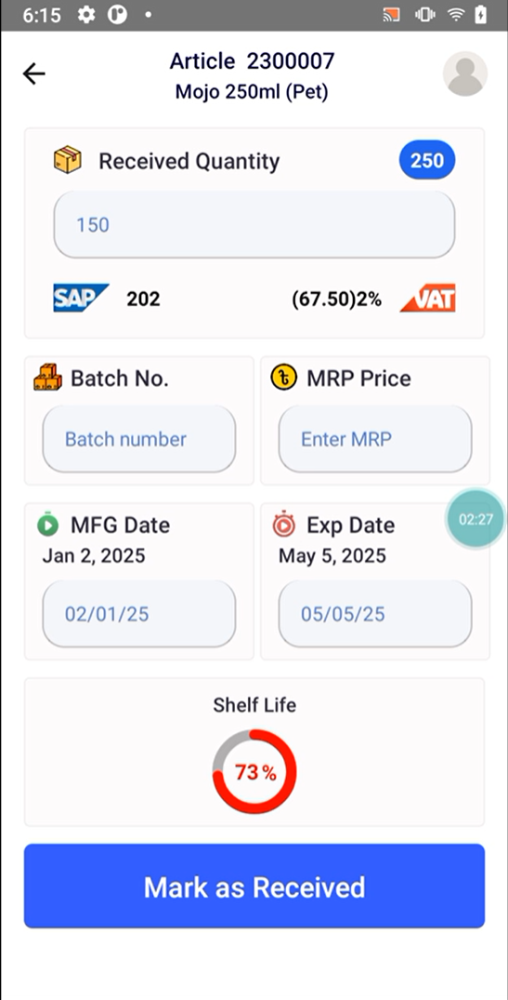 6:15
Article 2300007
Mojo 250ml (Pet)
Received Quantity 250
150
SAP 202 (67.50)2% VAT
Batch No.
Batch number
৳ MRP Price
Enter MRP
MFG Date
Jan 2, 2025
02/01/25
Exp Date
May 5, 2025
05/05/25
02:27
Shelf Life
73%
Mark as Received